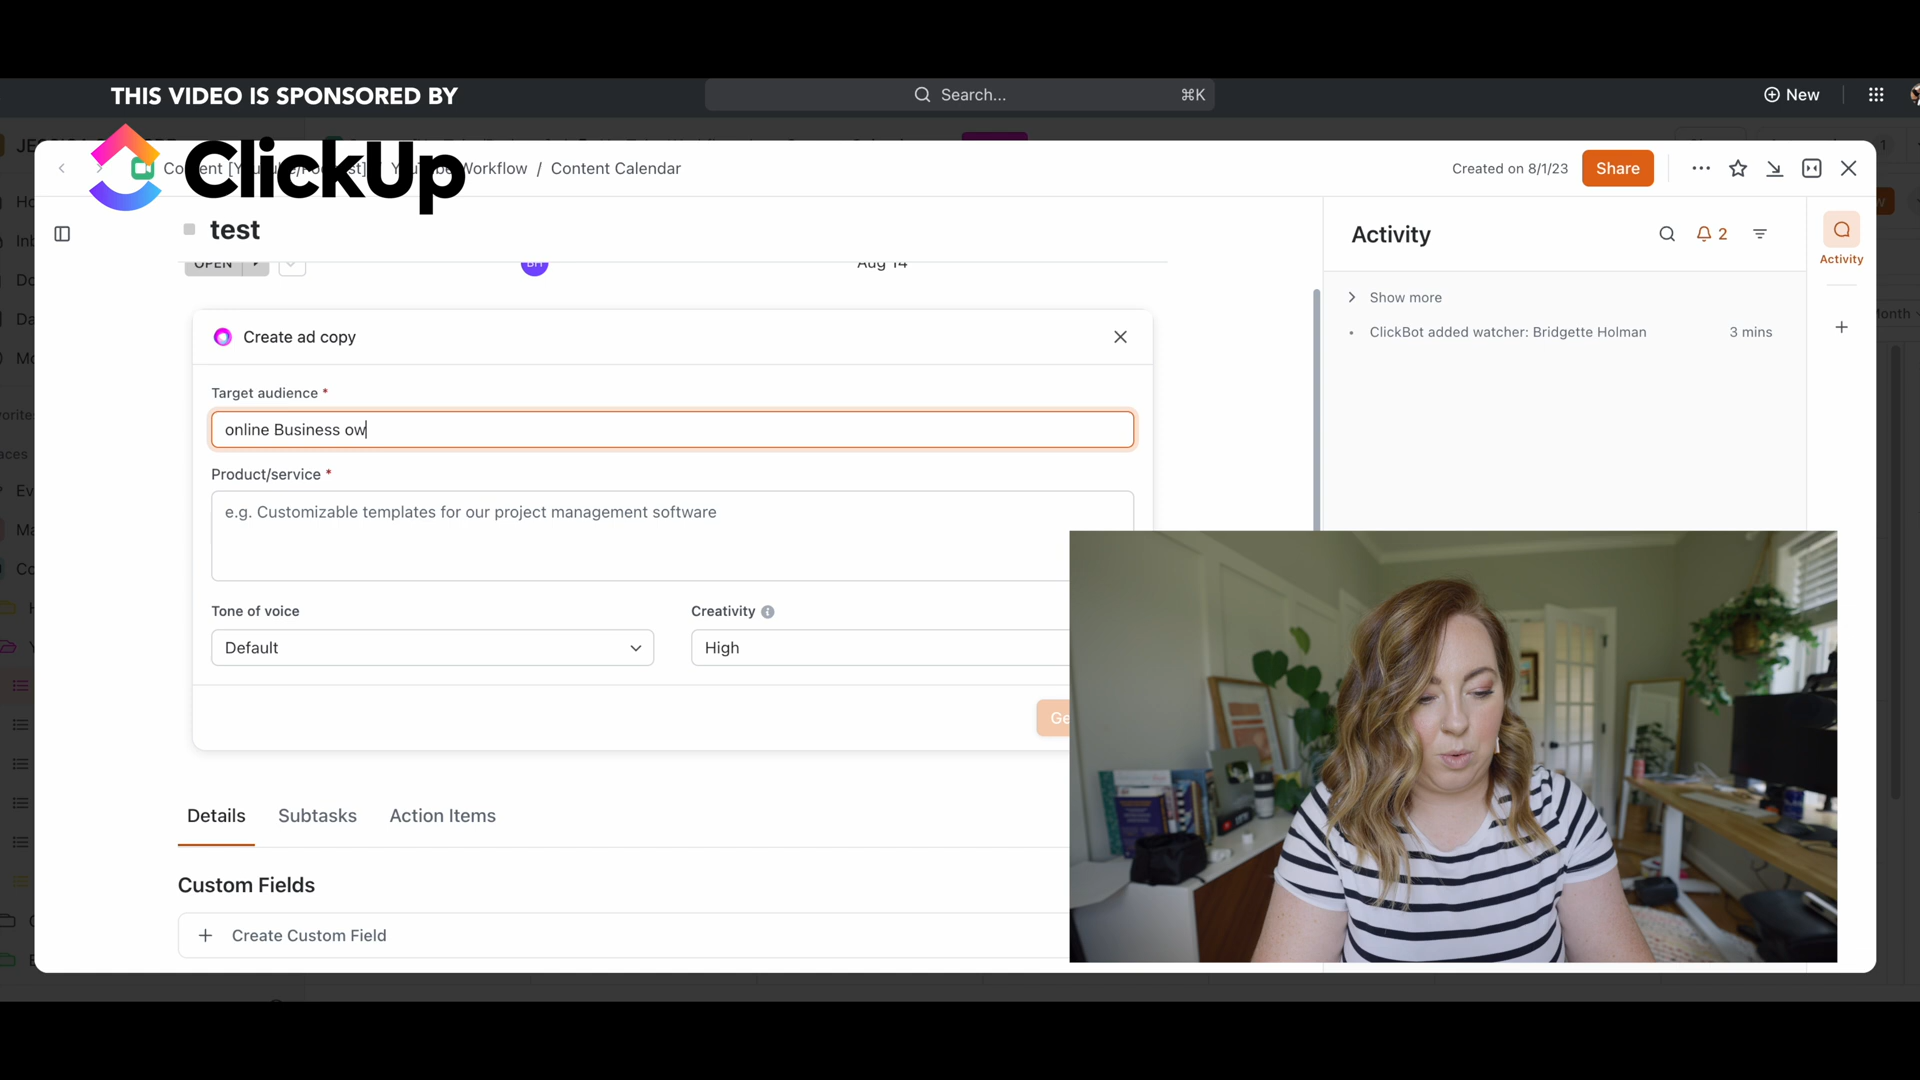 THIS VIDEO IS SPONSORED BY
ClickUp
Search...
⌘K
New
Workflow / Content Calendar
Created on 8/1/23
Share
test
OPEN
Aug 14
Create ad copy
Target audience *
online Business ow
Product/service *
e.g. Customizable templates for our project management software
Tone of voice
Default
Creativity
High
Ge
Details
Subtasks
Action Items
Custom Fields
Create Custom Field
Activity
2
Activity
Show more
ClickBot added watcher: Bridgette Holman
3 mins